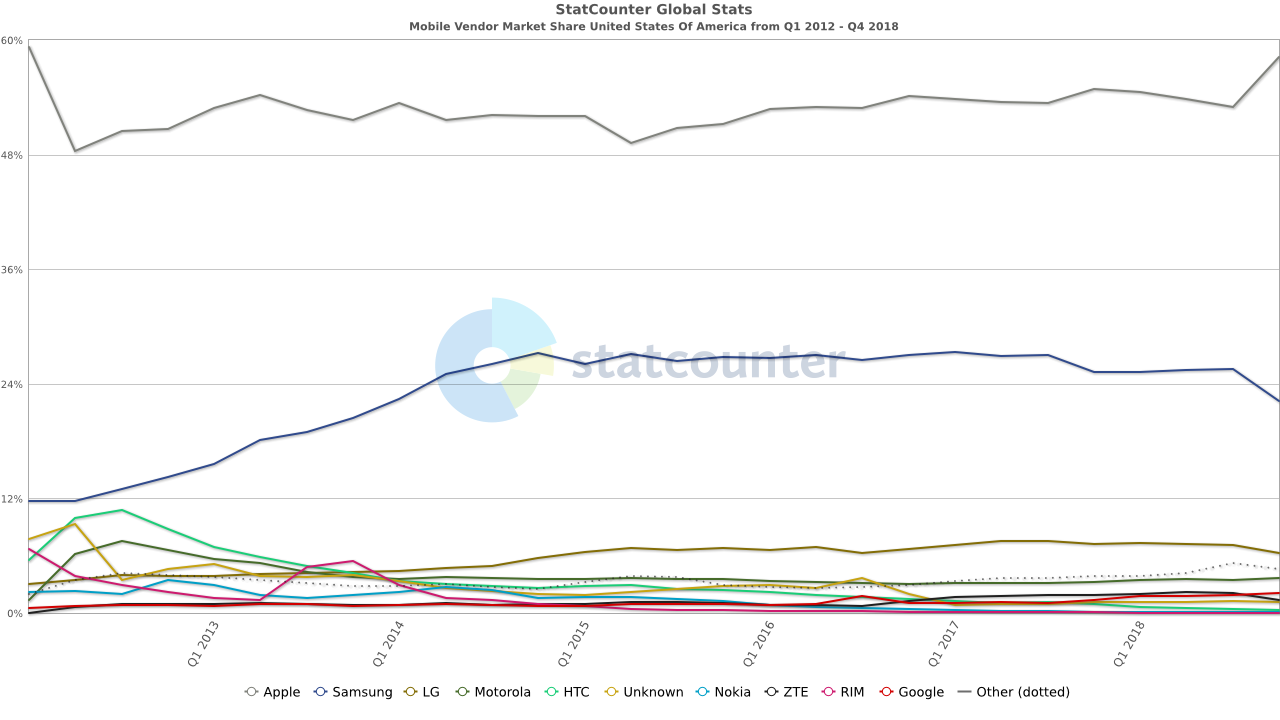 StatCounter Global Stats
Mobile Vendor Market Share United States Of America from Q1 2012 - Q4 2018
60%
48%
36%
24%
12%
0%
statcounter
Q1 2013
Q1 2014
Q1 2015
Q1 2016
Q1 2017
Q1 2018
Apple Samsung LG Motorola HTC Unknown Nokia ZTE RIM Google Other (dotted)